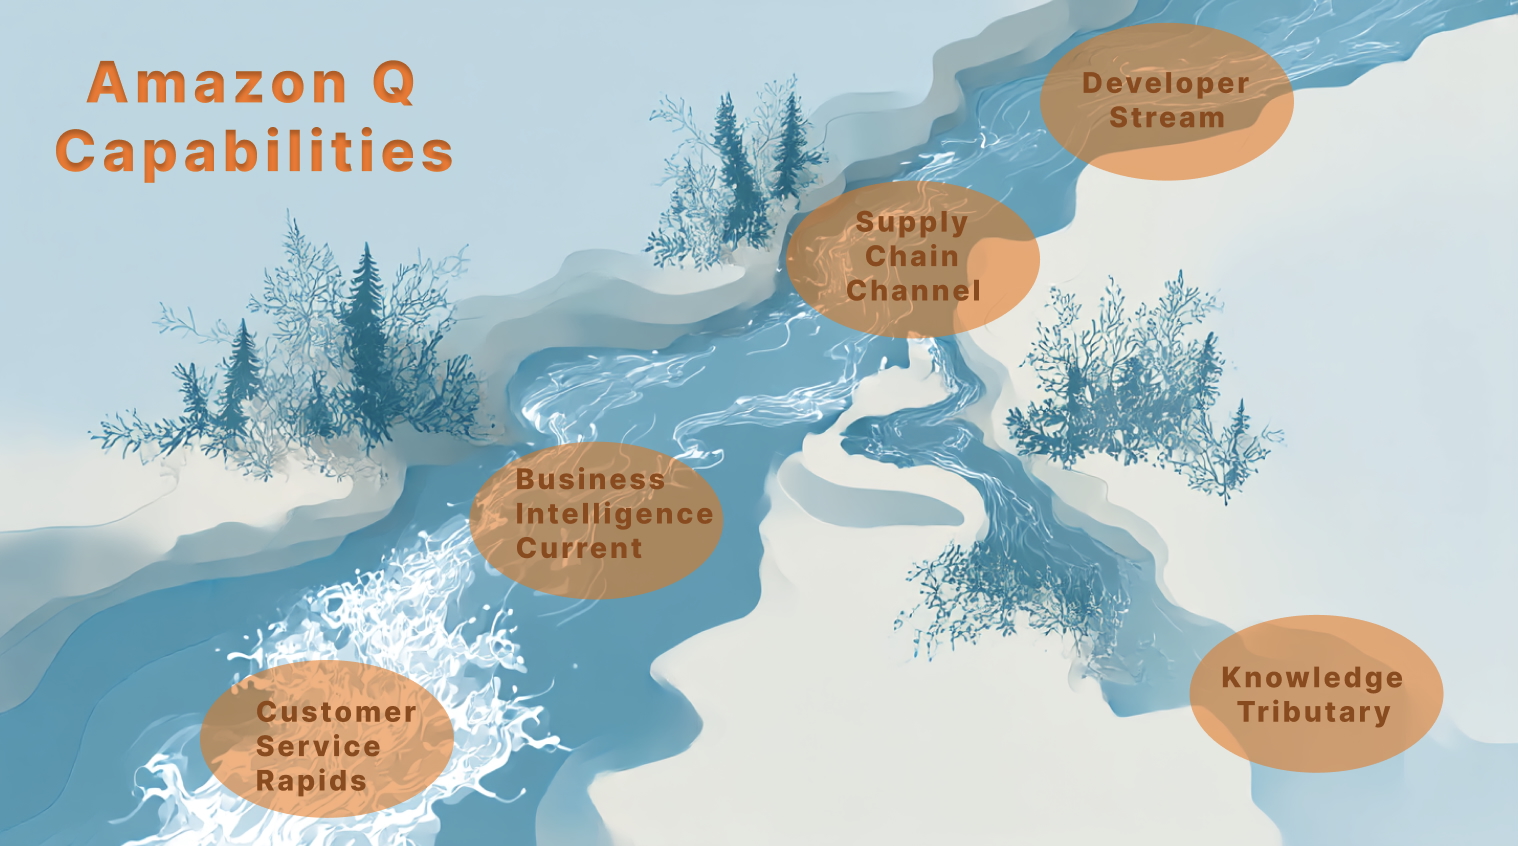 Amazon Q
Capabilities
Developer
Stream
Supply
Chain
Channel
Business
Intelligence
Current
Knowledge
Tributary
Customer
Service
Rapids